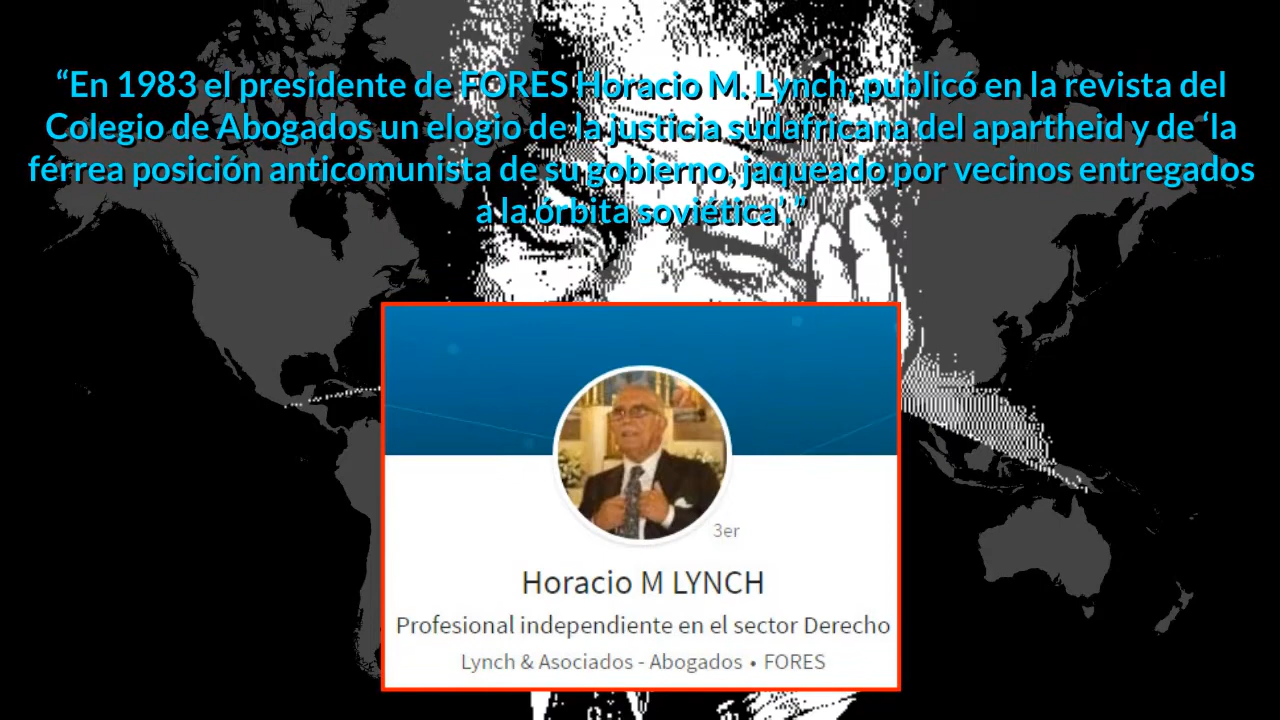 “En 1983 el presidente de FORES Horacio M. Lynch, publicó en la revista del
Colegio de Abogados un elogio de la justicia sudafricana del apartheid y de ‘la
férrea posición anticomunista de su gobierno, jaqueado por vecinos entregados
a la órbita soviética’.”
3er
Horacio M LYNCH
Profesional independiente en el sector Derecho
Lynch & Asociados - Abogados • FORES